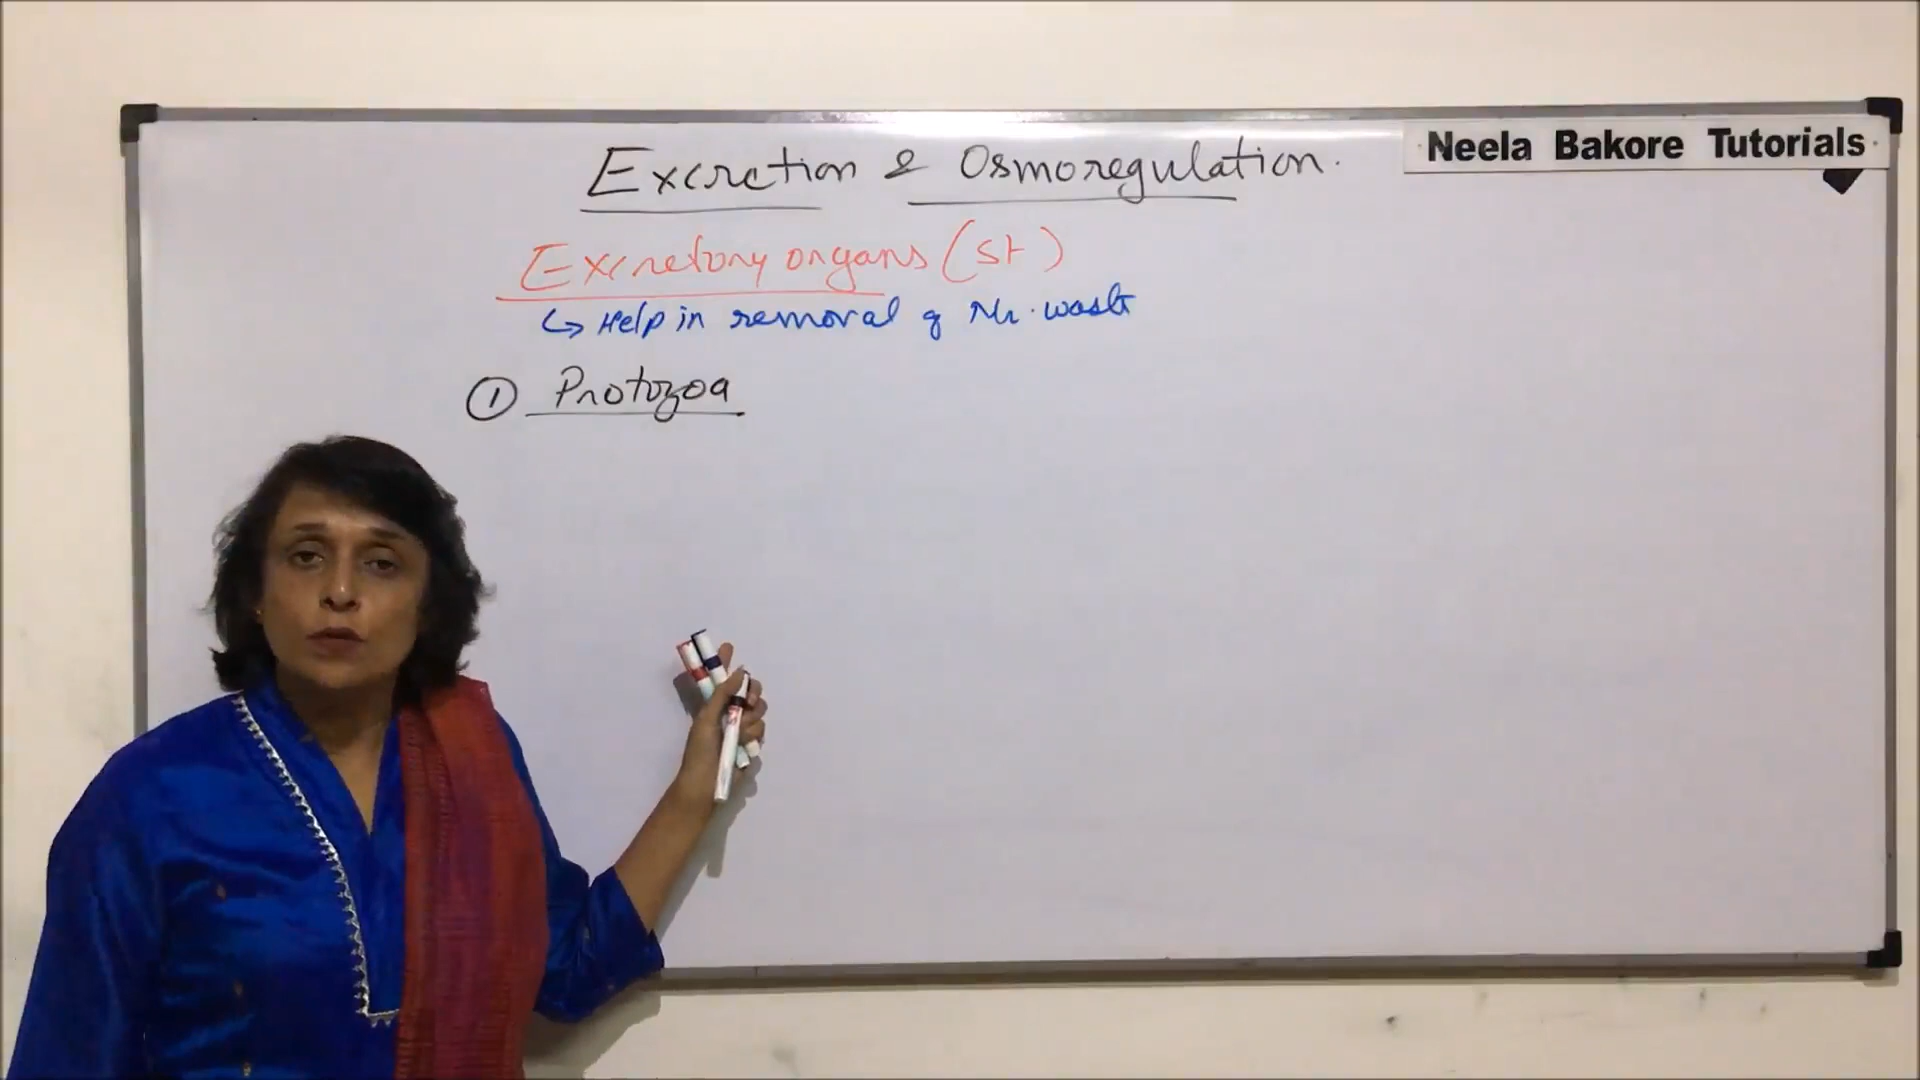 Neela Bakore Tutorials
Excretion & Osmoregulation.
Excretory organs (st)
↳ Help in removal of Nr. waste
① Protozoa